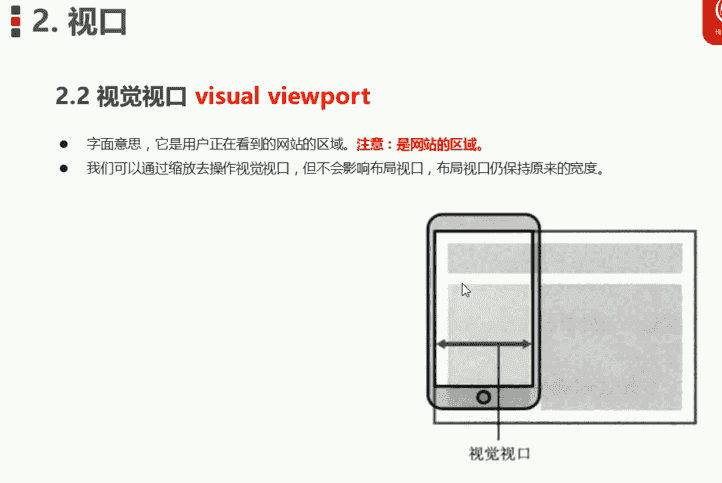 2. 视口
2.2 视觉视口 visual viewport
字面意思，它是用户正在看到的网站的区域。注意：是网站的区域。
我们可以通过缩放去操作视觉视口，但不会影响布局视口，布局视口仍保持原来的宽度。
视觉视口